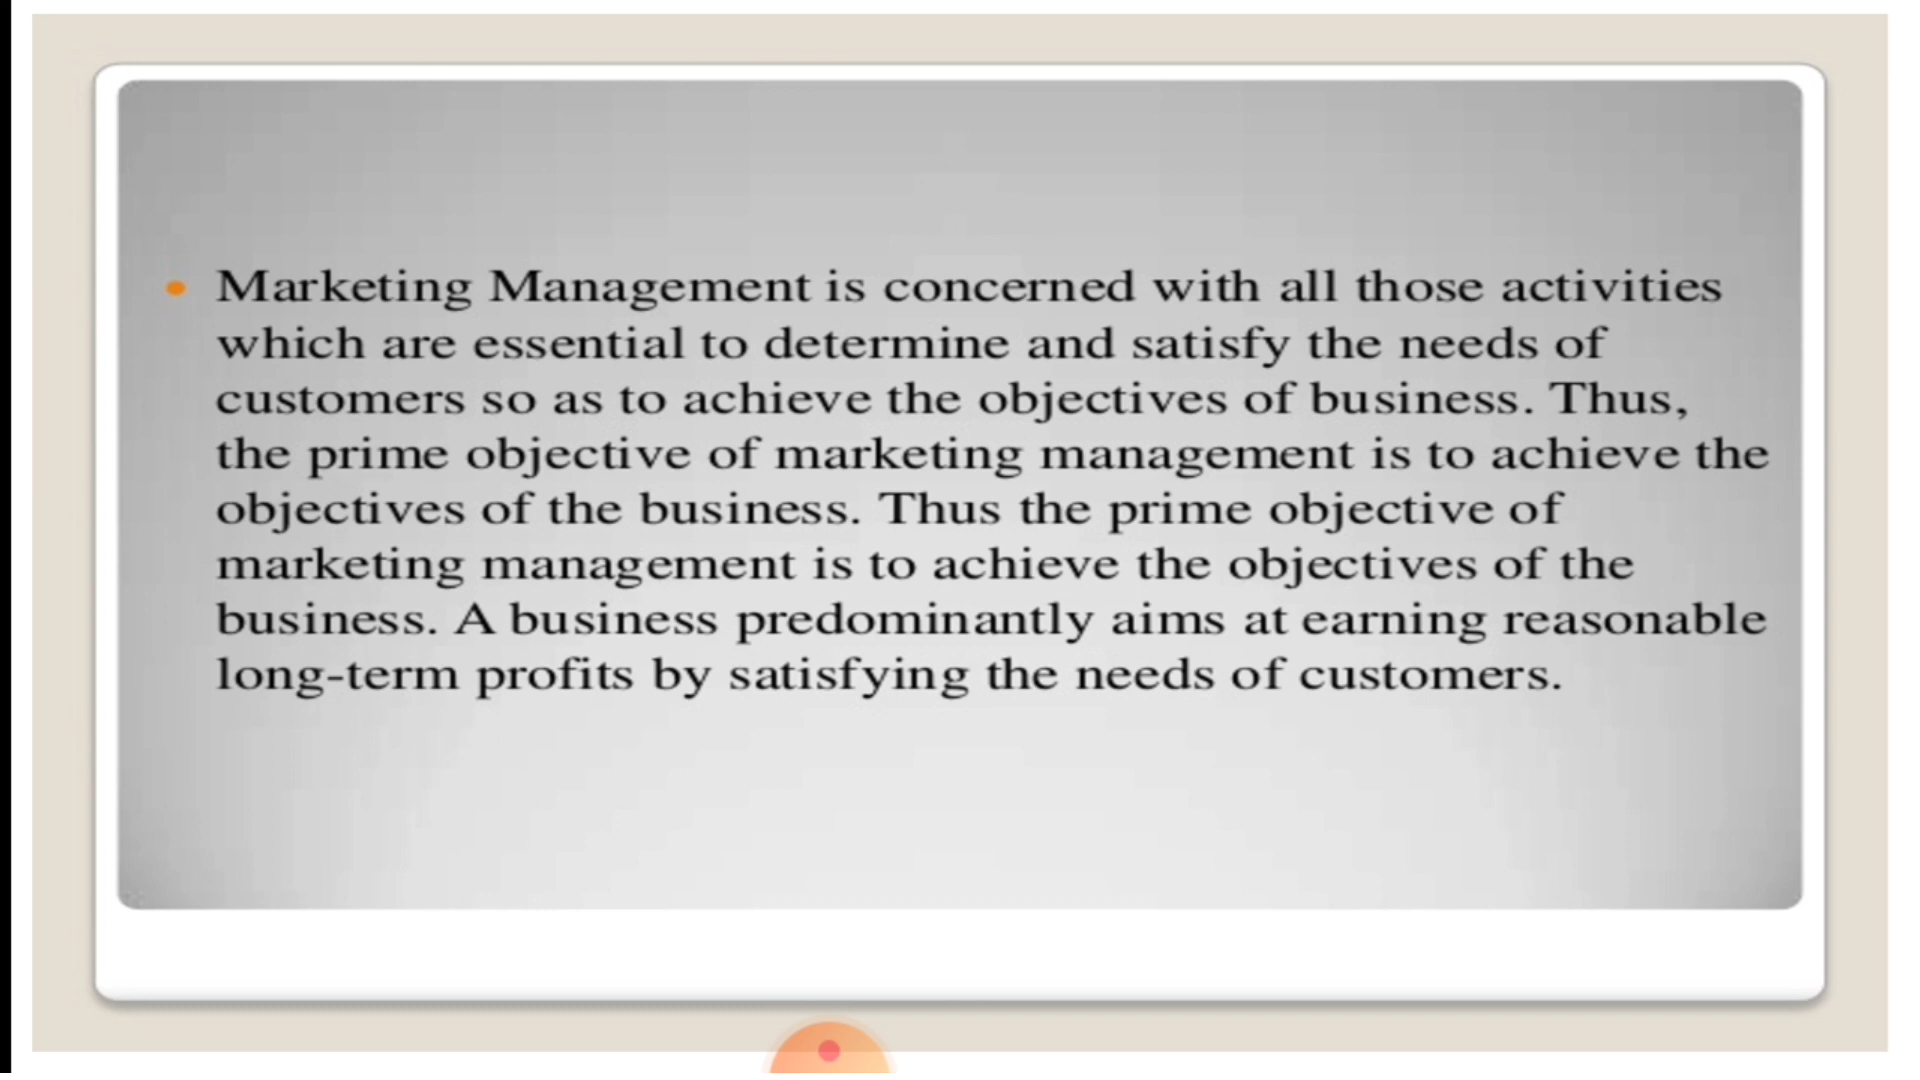 Marketing Management is concerned with all those activities
which are essential to determine and satisfy the needs of
customers so as to achieve the objectives of business. Thus,
the prime objective of marketing management is to achieve the
objectives of the business. Thus the prime objective of
marketing management is to achieve the objectives of the
business. A business predominantly aims at earning reasonable
long-term profits by satisfying the needs of customers.